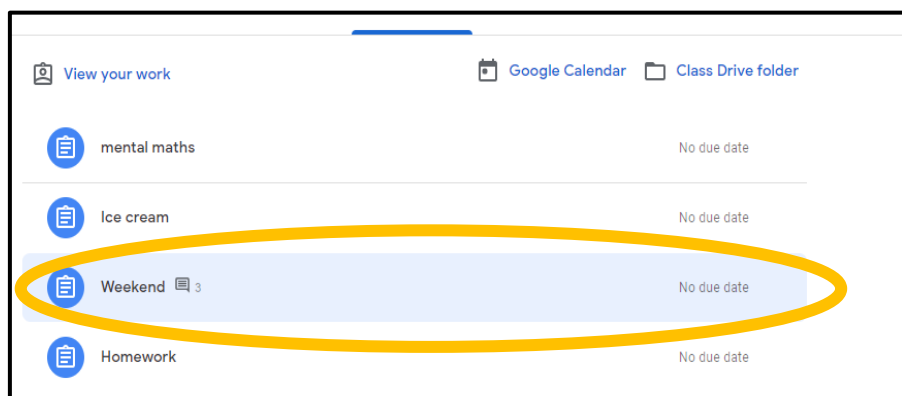 View your work Google Calendar Class Drive folder
mental maths No due date
Ice cream No due date
Weekend 3 No due date
Homework No due date